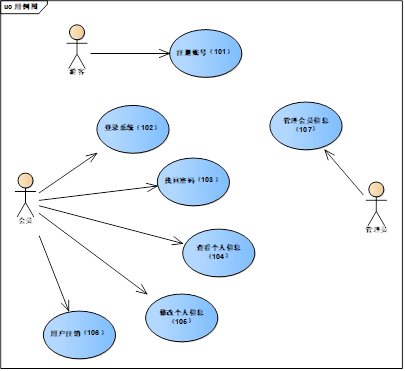 uc 用例图
游客
注册账号（101）
登录系统（102）
管理会员信息
（107）
找回密码（103）
会员
管理员
查看个人信息
（104）
修改个人信息
（105）
用户注销（106）